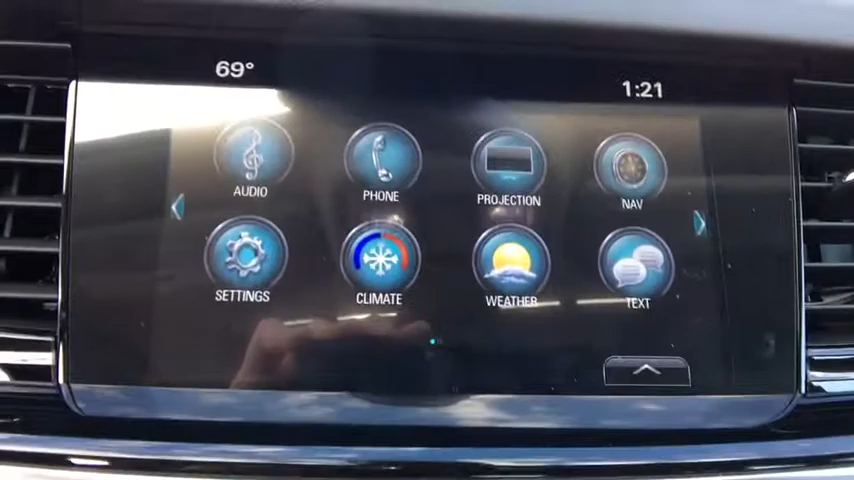 69°
1:21
AUDIO PHONE PROJECTION NAV
SETTINGS CLIMATE WEATHER TEXT